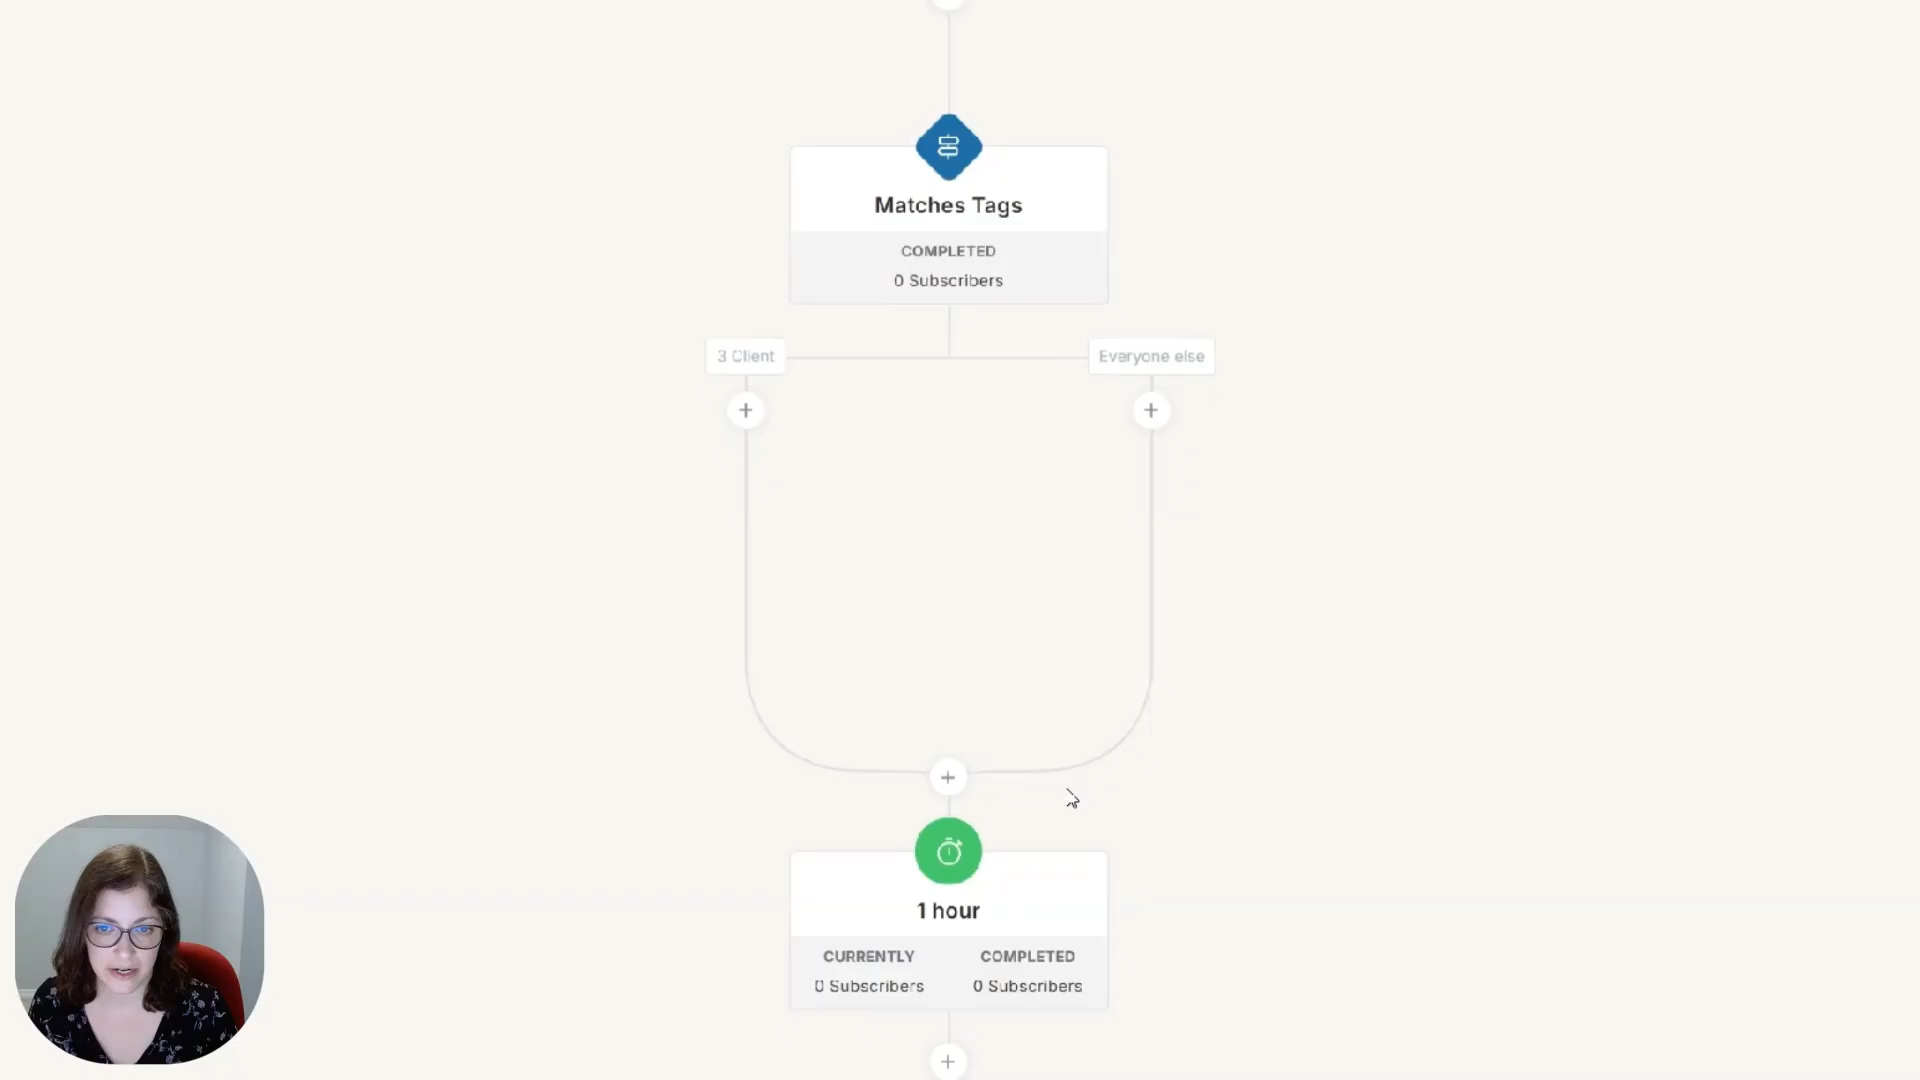 Matches Tags
COMPLETED
0 Subscribers
3 Client
Everyone else
1 hour
CURRENTLY
COMPLETED
0 Subscribers
0 Subscribers